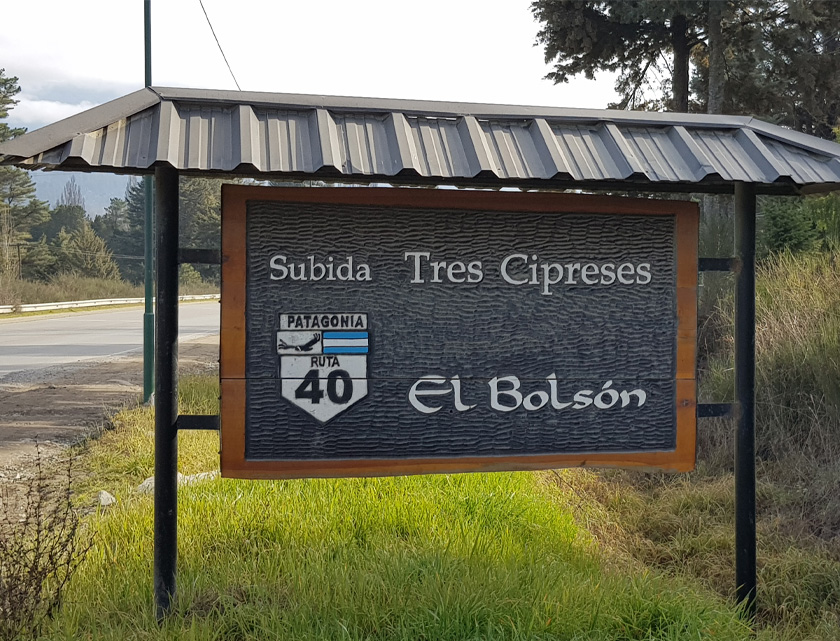 Subida Tres Cipreses
PATAGONIA
RUTA
40
El Bolsón